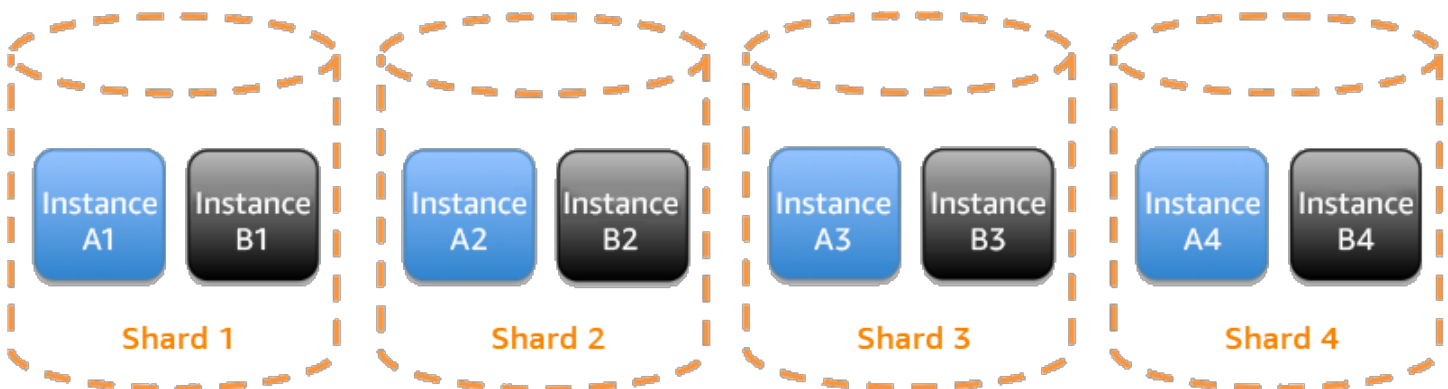 Instance
A1
Instance
B1
Shard 1
Instance
A2
Instance
B2
Shard 2
Instance
A3
Instance
B3
Shard 3
Instance
A4
Instance
B4
Shard 4